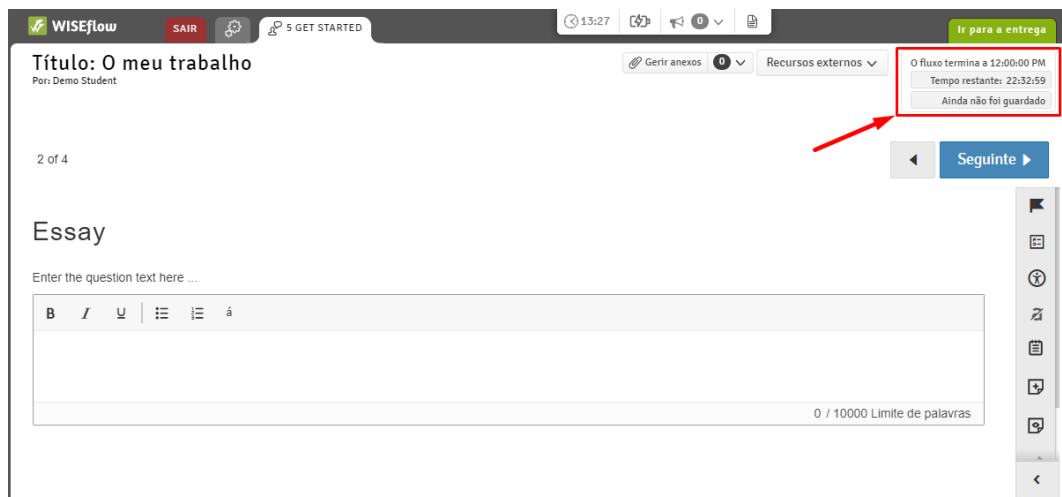 WISEflow
SAIR
5 GET STARTED
13:27
0
Ir para a entrega
Título: O meu trabalho
Por: Demo Student
Gerir anexos 0
Recursos externos
O fluxo termina a 12:00:00 PM
Tempo restante: 22:32:59
Ainda não foi guardado
2 of 4
Seguinte
Essay
Enter the question text here ...
B I U á
0 / 10000 Limite de palavras